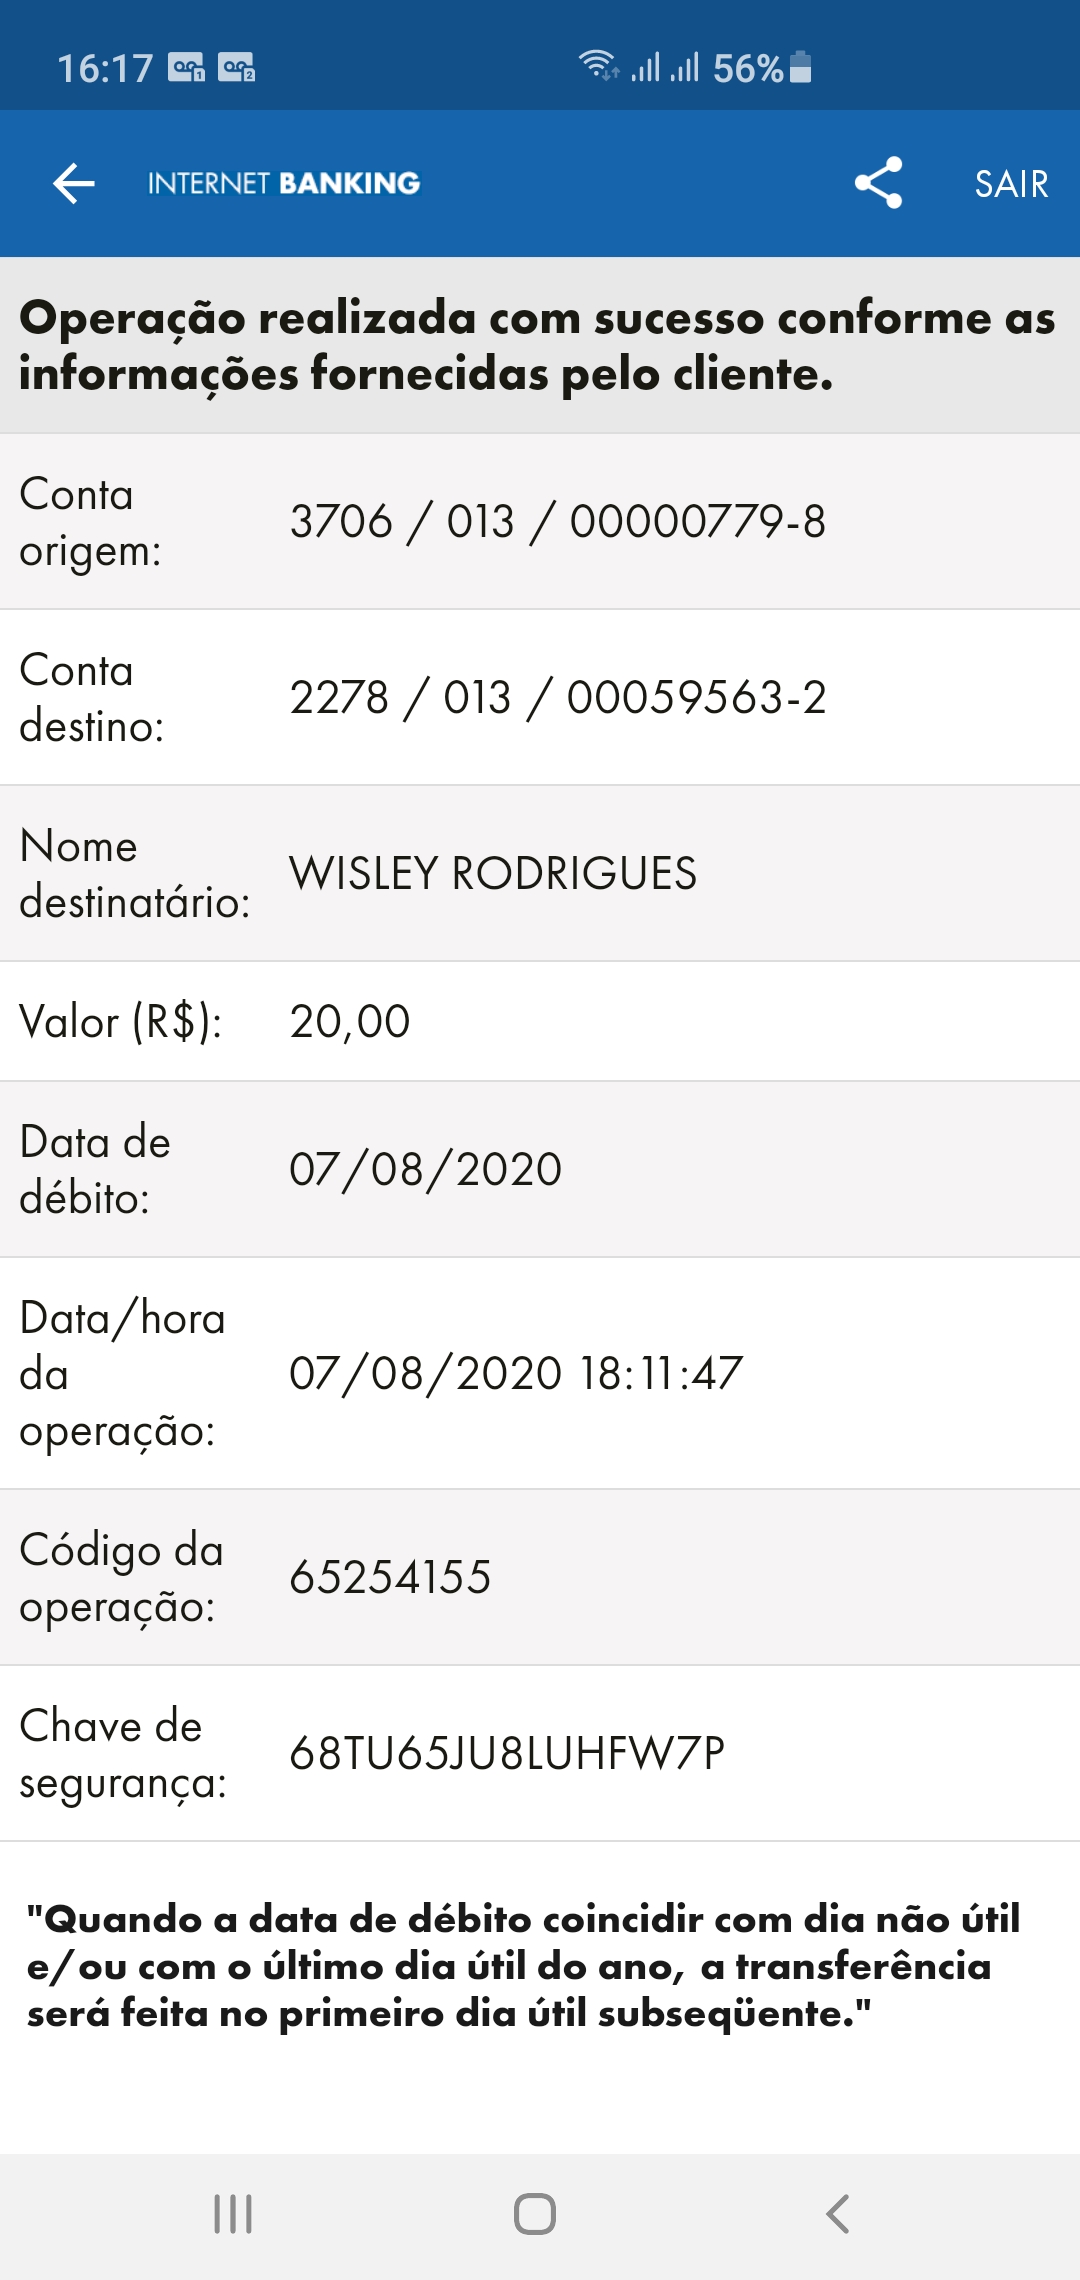 16:17 56%
INTERNET BANKING SAIR
Operação realizada com sucesso conforme as
informações fornecidas pelo cliente.
Conta
origem: 3706 / 013 / 00000779-8
Conta
destino: 2278 / 013 / 00059563-2
Nome
destinatário: WISLEY RODRIGUES
Valor (R$): 20,00
Data de
débito: 07/08/2020
Data/hora
da 07/08/2020 18:11:47
operação:
Código da
operação: 65254155
Chave de
segurança: 68TU65JU8LUHFW7P
"Quando a data de débito coincidir com dia não útil
e/ou com o último dia útil do ano, a transferência
será feita no primeiro dia útil subseqüente."